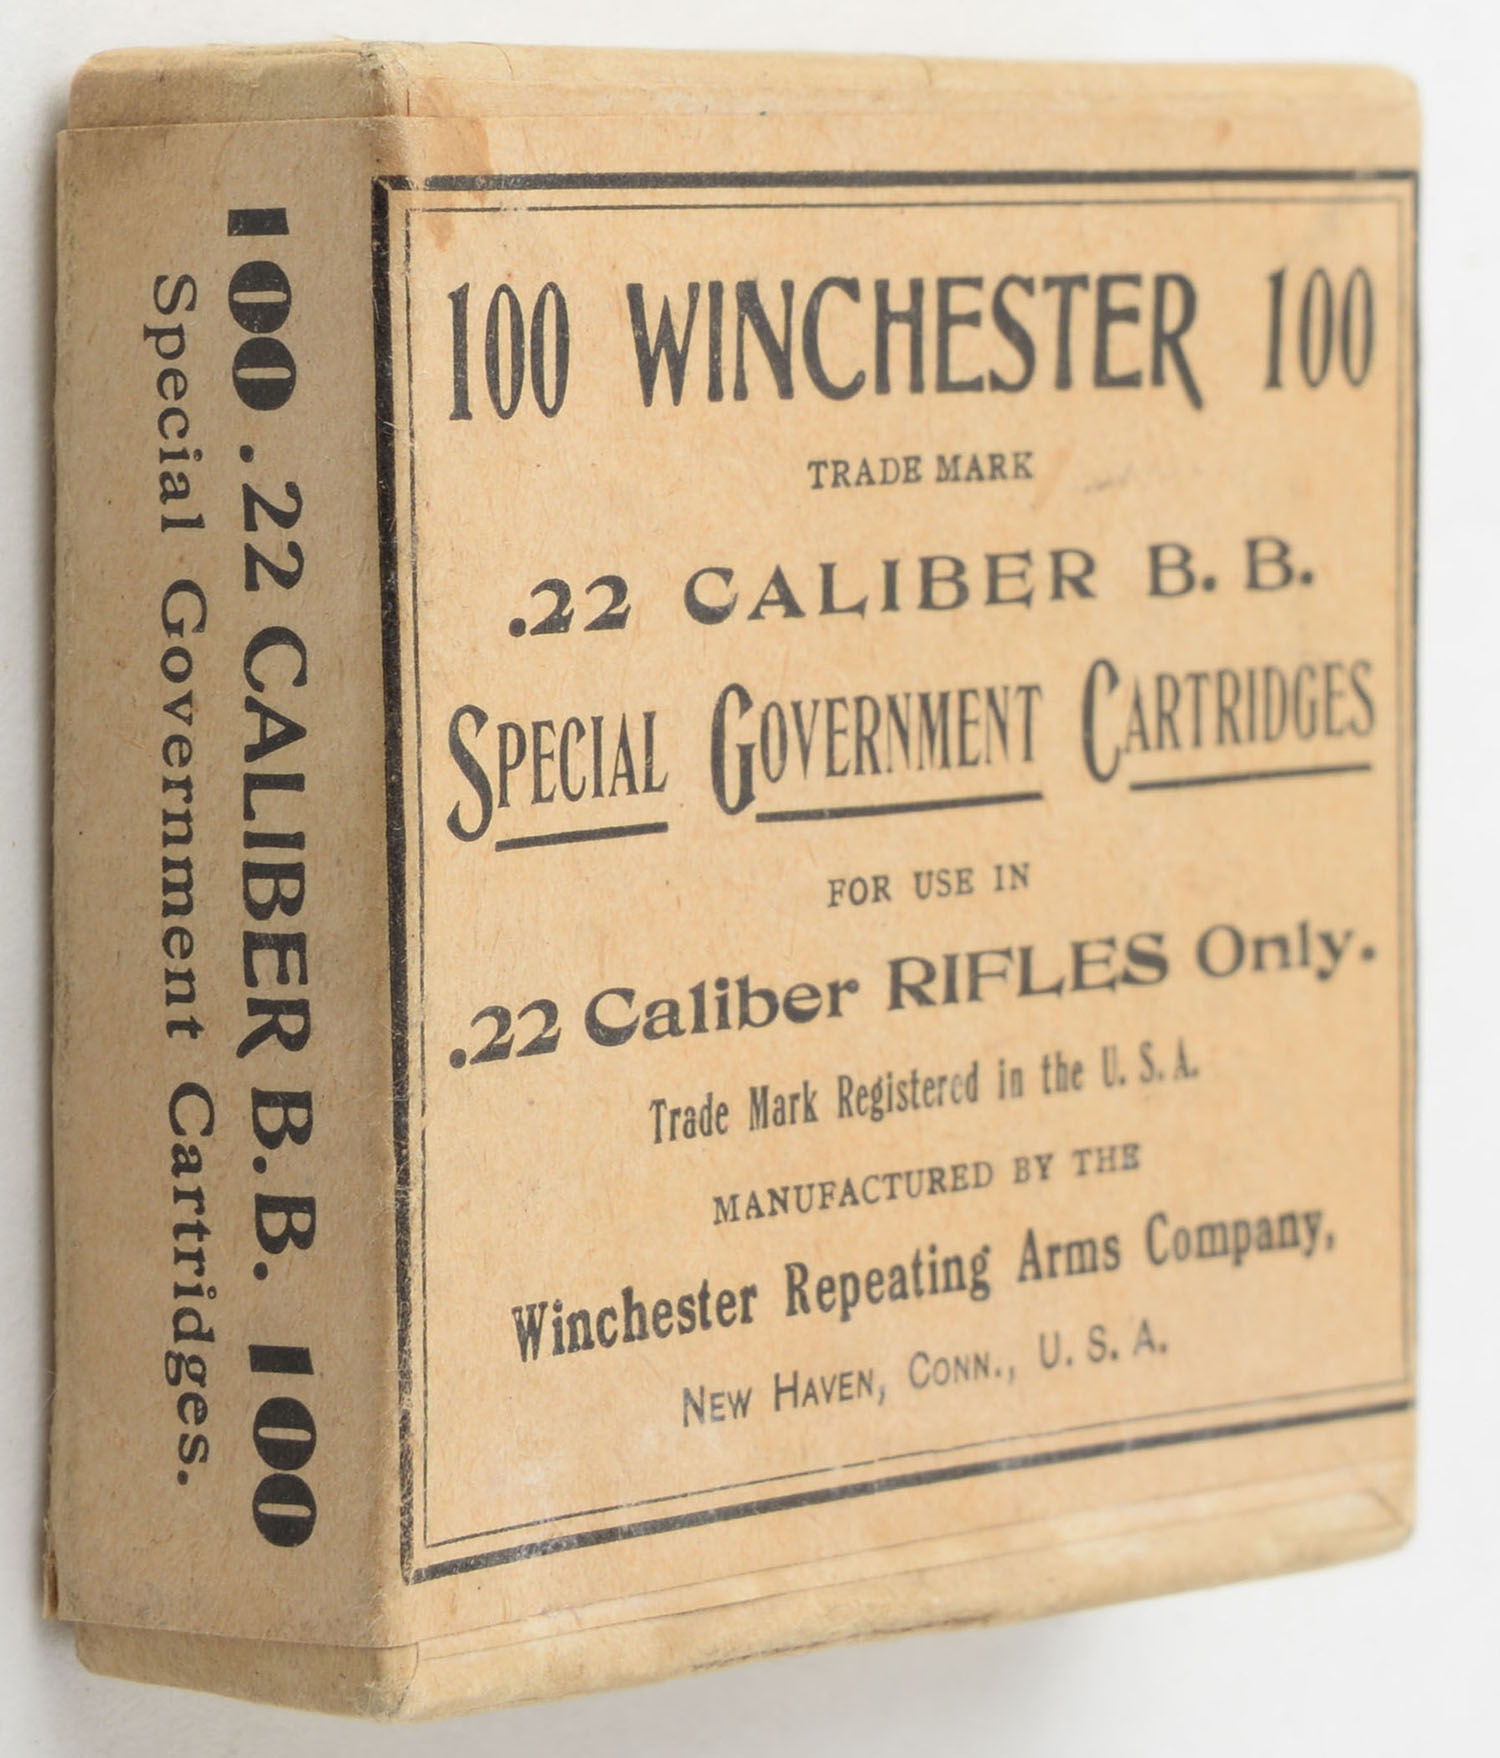 100 WINCHESTER 100
TRADE MARK
.22 CALIBER B. B.
SPECIAL GOVERNMENT CARTRIDGES
FOR USE IN
.22 Caliber RIFLES Only.
Trade Mark Registered in the U. S. A.
MANUFACTURED BY THE
Winchester Repeating Arms Company,
NEW HAVEN, CONN., U. S. A.
100 .22 CALIBER B. B. 100
Special Government Cartridges.